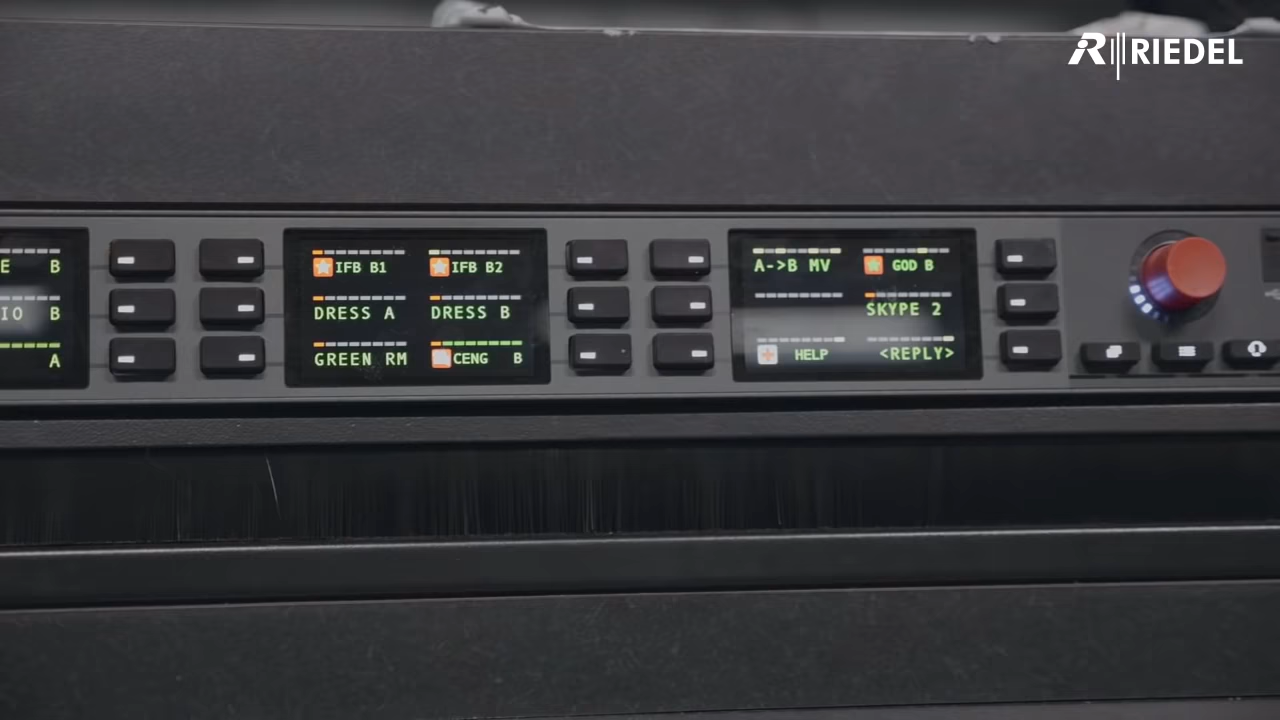 RIEDEL
E B
IO B
A
IFB B1
IFB B2
DRESS A
DRESS B
GREEN RM
CENG B
A->B MV
GOD B
SKYPE 2
HELP
<REPLY>